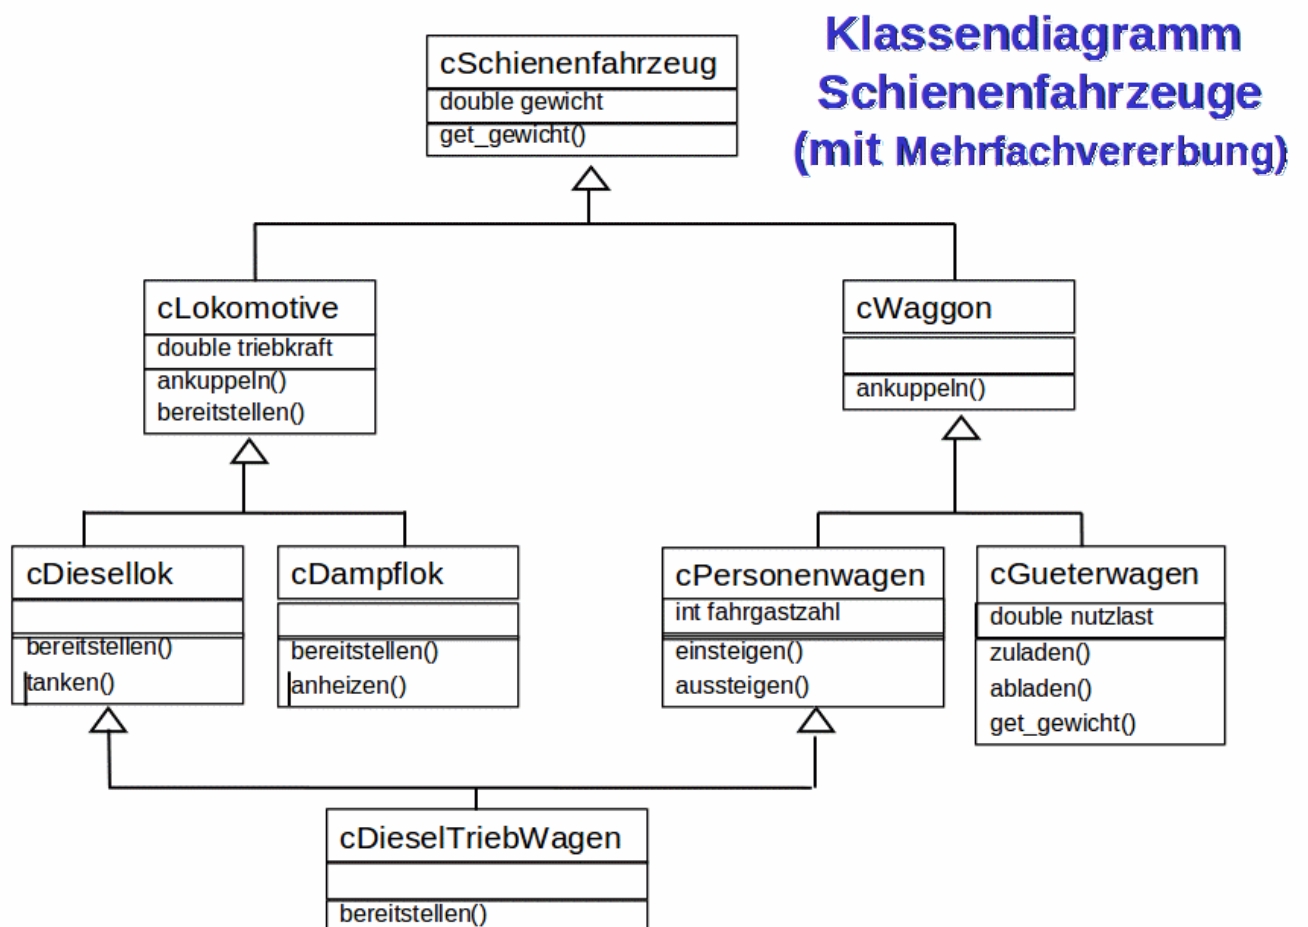 Klassendiagramm
Schienenfahrzeuge
(mit Mehrfachvererbung)
cSchienenfahrzeug
double gewicht
get_gewicht()
cLokomotive
double triebkraft
ankuppeln()
bereitstellen()
cWaggon
ankuppeln()
cDiesellok
bereitstellen()
tanken()
cDampflok
bereitstellen()
anheizen()
cPersonenwagen
int fahrgastzahl
einsteigen()
aussteigen()
cGueterwagen
double nutzlast
zuladen()
abladen()
get_gewicht()
cDieselTriebWagen
bereitstellen()